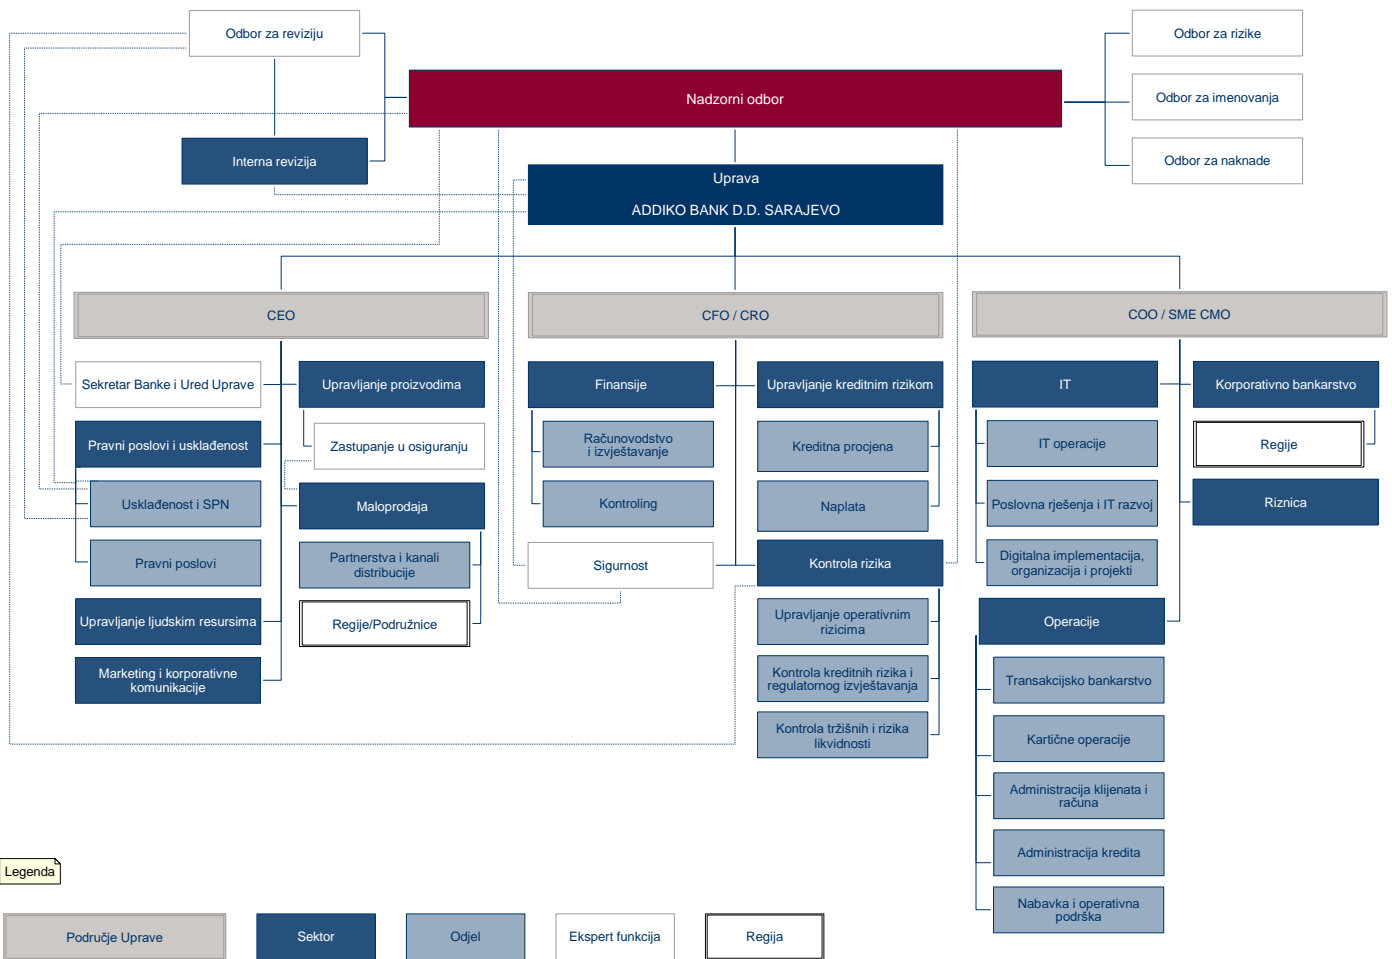 Odbor za reviziju
Odbor za rizike
Nadzorni odbor
Odbor za imenovanja
Interna revizija
Odbor za naknade
Uprava
ADDIKO BANK D.D. SARAJEVO
CEO
CFO / CRO
COO / SME CMO
Sekretar Banke i Ured Uprave
Upravljanje proizvodima
Pravni poslovi i usklađenost
Zastupanje u osiguranju
Usklađenost i SPN
Maloprodaja
Pravni poslovi
Partnerstva i kanali
distribucije
Upravljanje ljudskim resursima
Regije/Podružnice
Marketing i korporativne
komunikacije
Finansije
Upravljanje kreditnim rizikom
Računovodstvo
i izvještavanje
Kreditna procjena
Kontroling
Naplata
Sigurnost
Kontrola rizika
Upravljanje operativnim
rizicima
Kontrola kreditnih rizika i
regulatornog izvještavanja
Kontrola tržišnih i rizika
likvidnosti
IT
Korporativno bankarstvo
IT operacije
Regije
Poslovna rješenja i IT razvoj
Riznica
Digitalna implementacija,
organizacija i projekti
Operacije
Transakcijsko bankarstvo
Kartične operacije
Administracija klijenata i
računa
Administracija kredita
Nabavka i operativna
podrška
Legenda
Područje Uprave
Sektor
Odjel
Ekspert funkcija
Regija